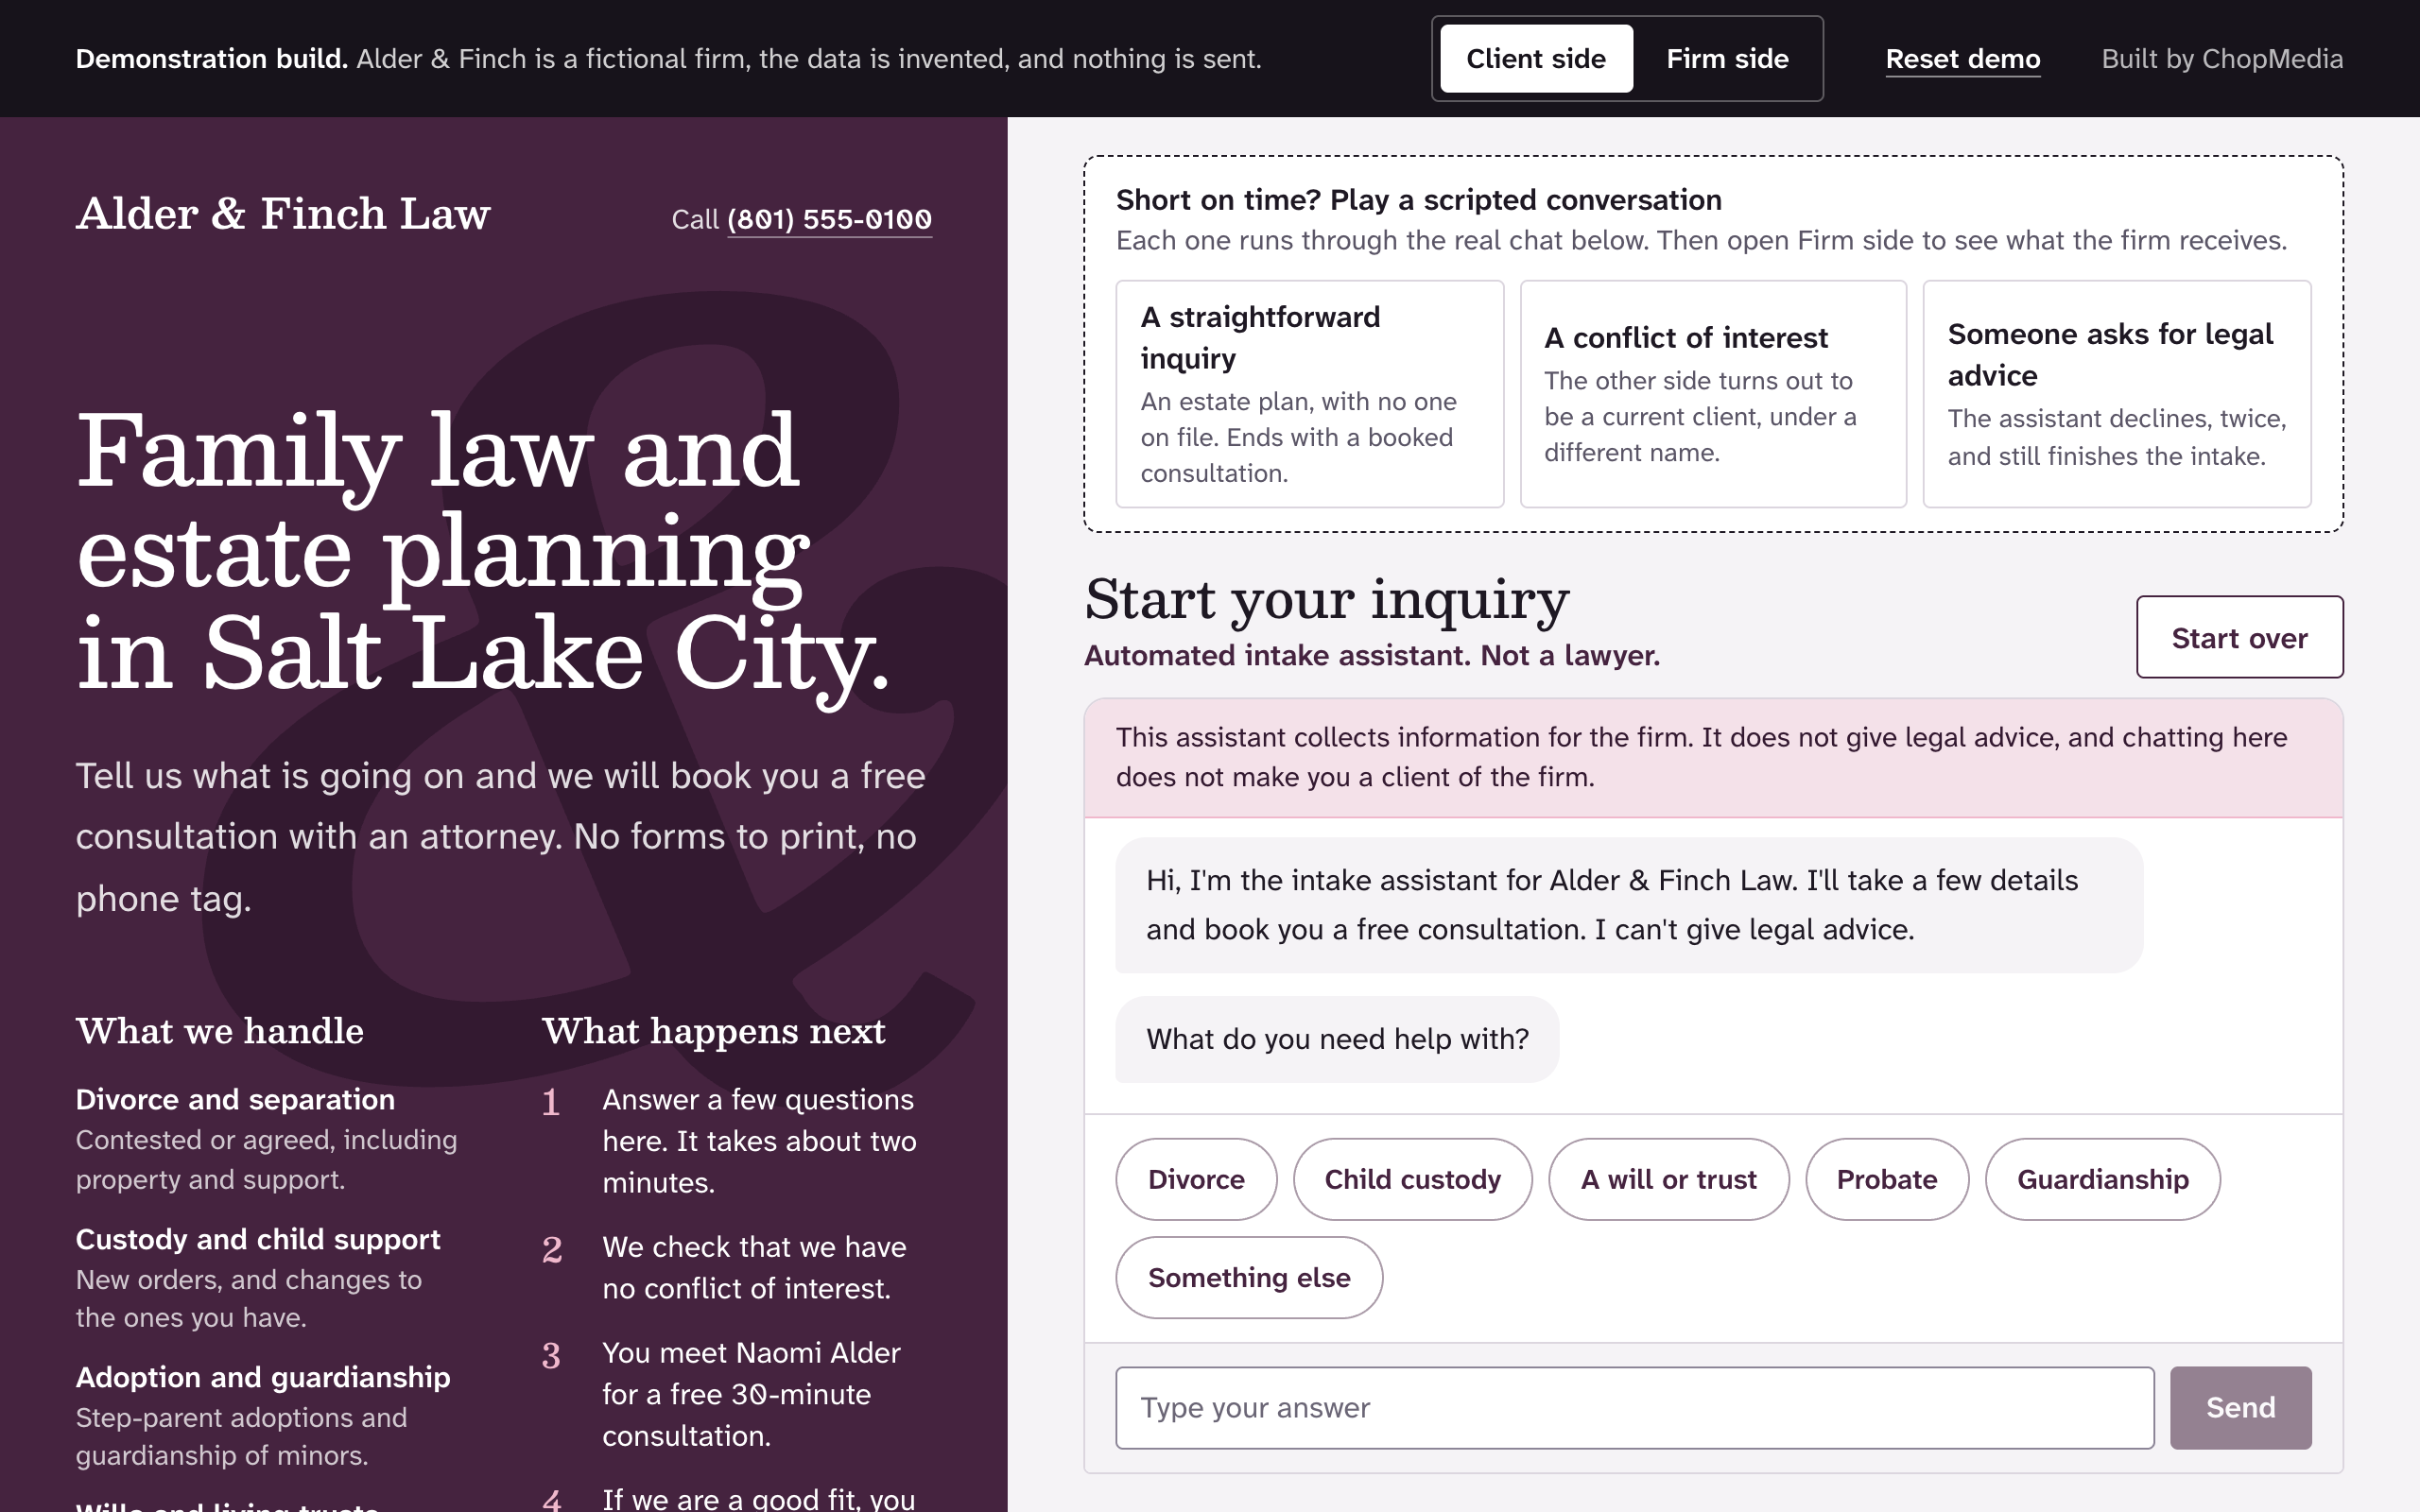 Demonstration build. Alder & Finch is a fictional firm, the data is invented, and nothing is sent.
Client side
Firm side
Reset demo
Built by ChopMedia
Alder & Finch Law
Call (801) 555-0100
&
Family law and
estate planning
in Salt Lake City.
Tell us what is going on and we will book you a free
consultation with an attorney. No forms to print, no
phone tag.
What we handle
Divorce and separation
Contested or agreed, including
property and support.
Custody and child support
New orders, and changes to
the ones you have.
Adoption and guardianship
Step-parent adoptions and
guardianship of minors.
Wills and living trusts
What happens next
1 Answer a few questions
here. It takes about two
minutes.
2 We check that we have
no conflict of interest.
3 You meet Naomi Alder
for a free 30-minute
consultation.
4 If we are a good fit, you
Short on time? Play a scripted conversation
Each one runs through the real chat below. Then open Firm side to see what the firm receives.
A straightforward
inquiry
An estate plan, with no one
on file. Ends with a booked
consultation.
A conflict of interest
The other side turns out to
be a current client, under a
different name.
Someone asks for legal
advice
The assistant declines, twice,
and still finishes the intake.
Start your inquiry
Automated intake assistant. Not a lawyer.
Start over
This assistant collects information for the firm. It does not give legal advice, and chatting here
does not make you a client of the firm.
Hi, I'm the intake assistant for Alder & Finch Law. I'll take a few details
and book you a free consultation. I can't give legal advice.
What do you need help with?
Divorce
Child custody
A will or trust
Probate
Guardianship
Something else
Type your answer
Send